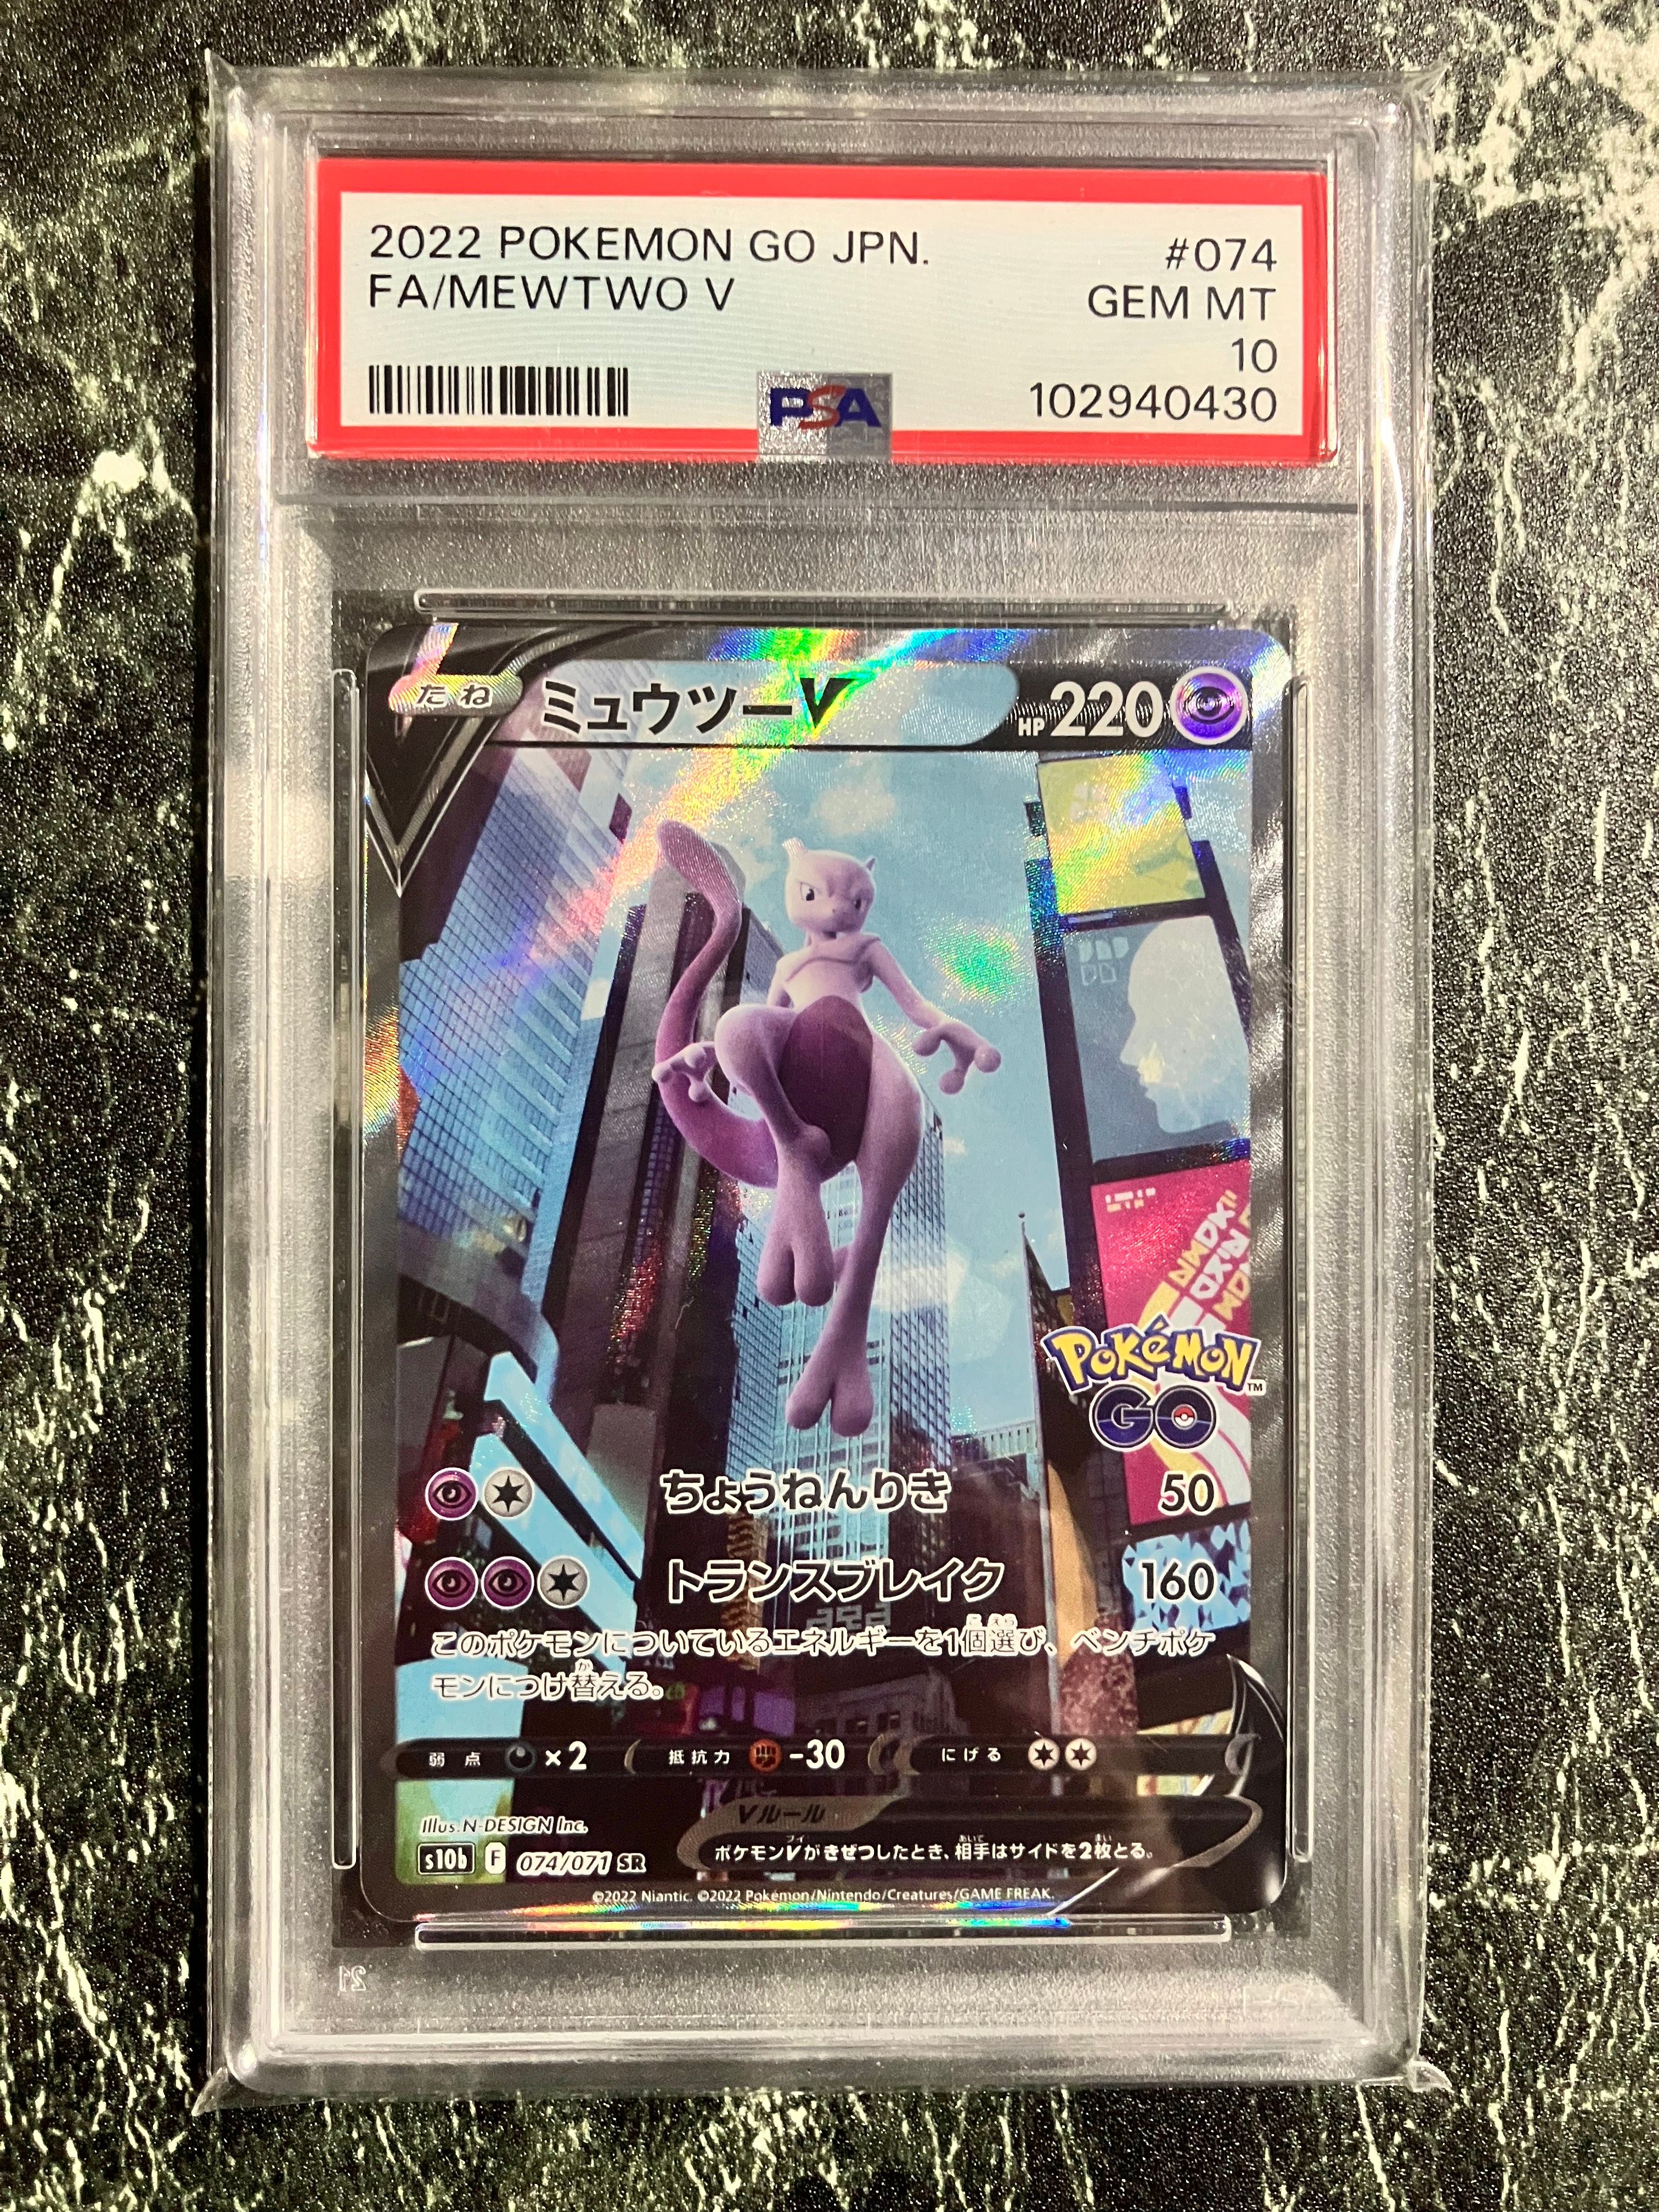 2022 POKEMON GO JPN.
#074
FA/MEWTWO V
GEM MT
10
PSA
102940430
たね
ミュウツーV
HP 220
Pokémon™
GO
ちょうねんりき 50
トランスブレイク 160
このポケモンについているエネルギーを1個選び、ベンチポケ
モンにつけ替える。
弱点 ×2 抵抗力 -30 にげる
Illus. N-DESIGN Inc.
Vルール
ポケモンVがきぜつしたとき、相手はサイドを2枚とる。
s10b F 074/071 SR
©2022 Niantic. ©2022 Pokémon/Nintendo/Creatures/GAME FREAK.